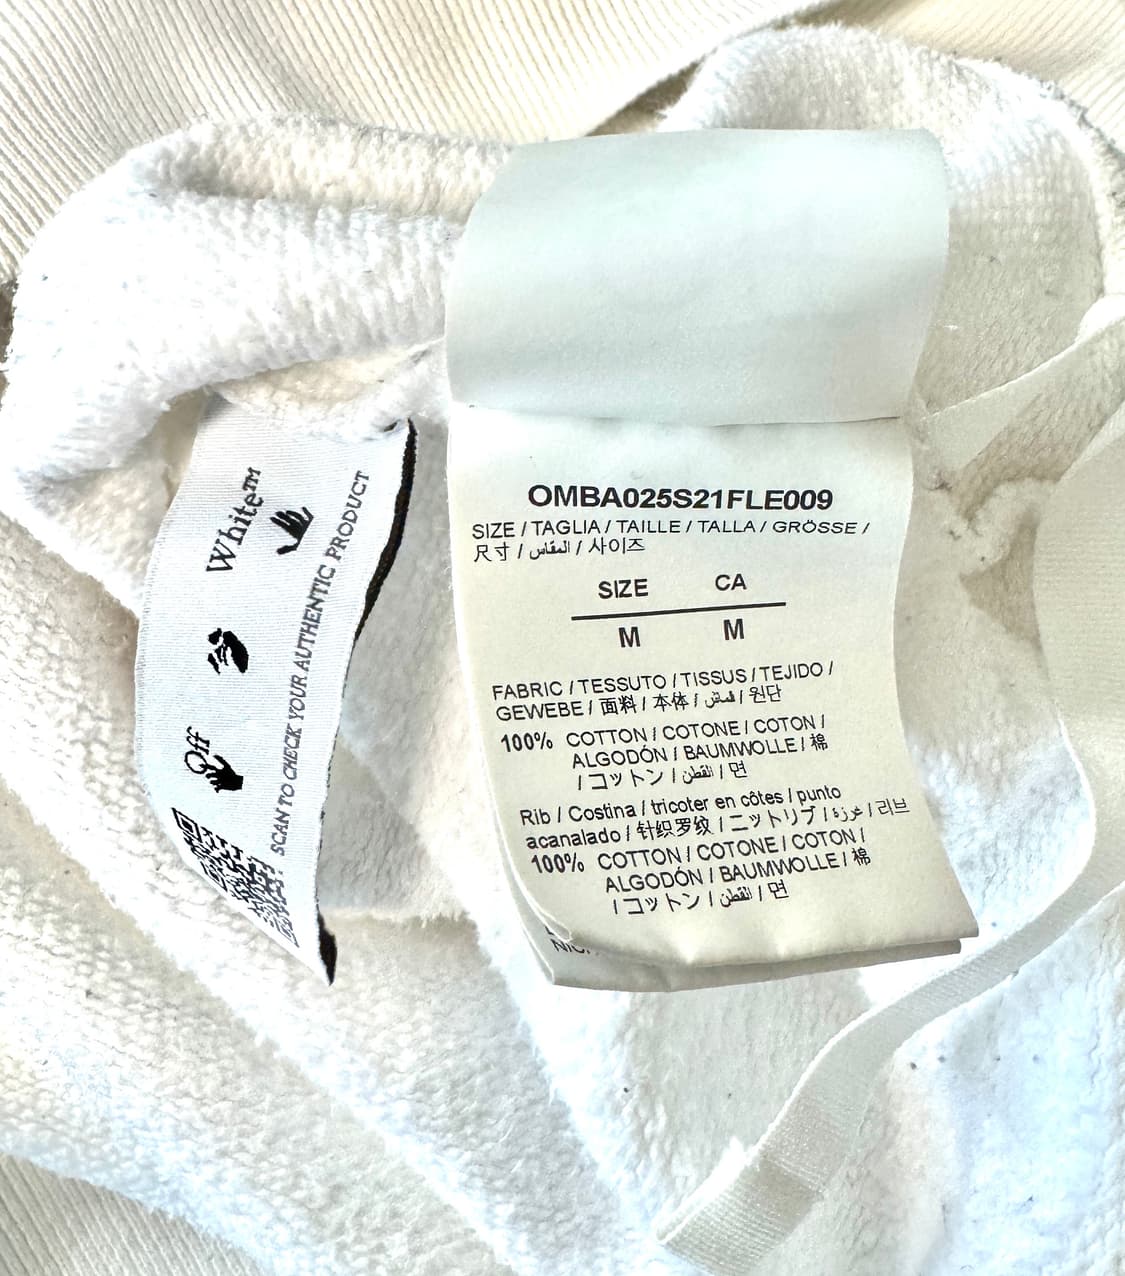 Off White™
SCAN TO CHECK YOUR AUTHENTIC PRODUCT
OMBA025S21FLE009
SIZE / TAGLIA / TAILLE / TALLA / GRÖSSE /
尺寸 / المقاس / 사이즈
SIZE CA
M M
FABRIC / TESSUTO / TISSUS / TEJIDO /
GEWEBE / 面料 / 本体 / القماش / 원단
100% COTTON / COTONE / COTON /
ALGODÓN / BAUMWOLLE / 棉
/ コットン / القطن / 면
Rib / Costina / tricoter en côtes / punto
acanalado / 针织罗纹 / ニットリブ / غرزة / 리브
100% COTTON / COTONE / COTON /
ALGODÓN / BAUMWOLLE / 棉
/ コットン / القطن / 면